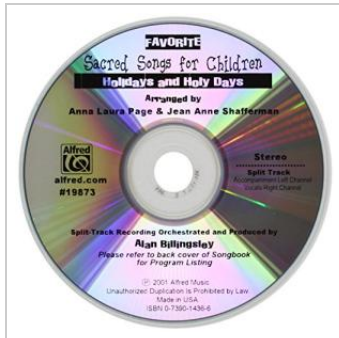 FAVORITE
Sacred Songs for Children
Holidays and Holy Days
Arranged by
Anna Laura Page & Jean Anne Shafferman
Alfred
alfred.com
#19873
Stereo
Split Track
Accompaniment Left Channel
Vocals Right Channel
Split-Track Recording Orchestrated and Produced by
Alan Billingsley
Please refer to back cover of Songbook
for Program Listing
℗ 2001 Alfred Music
Unauthorized Duplication Is Prohibited by Law
Made in USA
ISBN 0-7390-1436-6